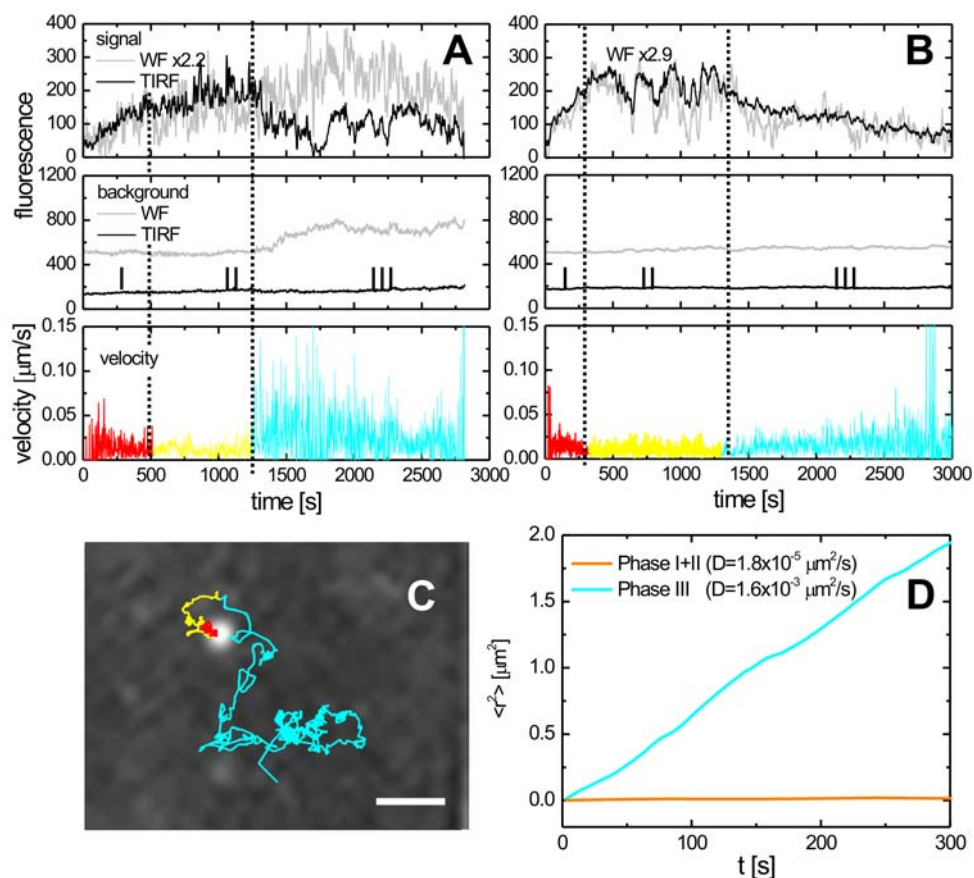 400
300
200
100
0
signal
WF x2.2
TIRF
A
400
300
200
100
0
WF x2.9
B
fluorescence
1200
800
400
0
background
WF
TIRF
1200
800
400
0
velocity [μm/s]
0.15
0.10
0.05
0.00
velocity
0.15
0.10
0.05
0.00
0 500 1000 1500 2000 2500 3000
time [s]
0 500 1000 1500 2000 2500 3000
time [s]
C
<r²> [μm²]
2.0
1.5
1.0
0.5
0.0
Phase I+II (D=1.8x10⁻⁵ μm²/s)
Phase III (D=1.6x10⁻³ μm²/s)
D
0 100 200 300
t [s]